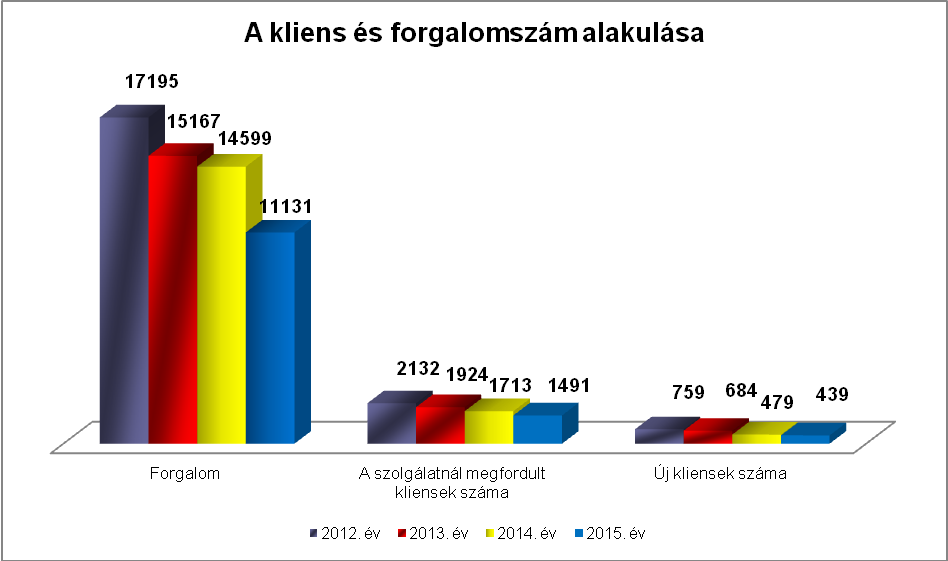 A kliens és forgalomszám alakulása
17195
15167
14599
11131
2132
1924
1713
1491
759
684
479
439
Forgalom
A szolgálatnál megfordult
kliensek száma
Új kliensek száma
2012. év
2013. év
2014. év
2015. év